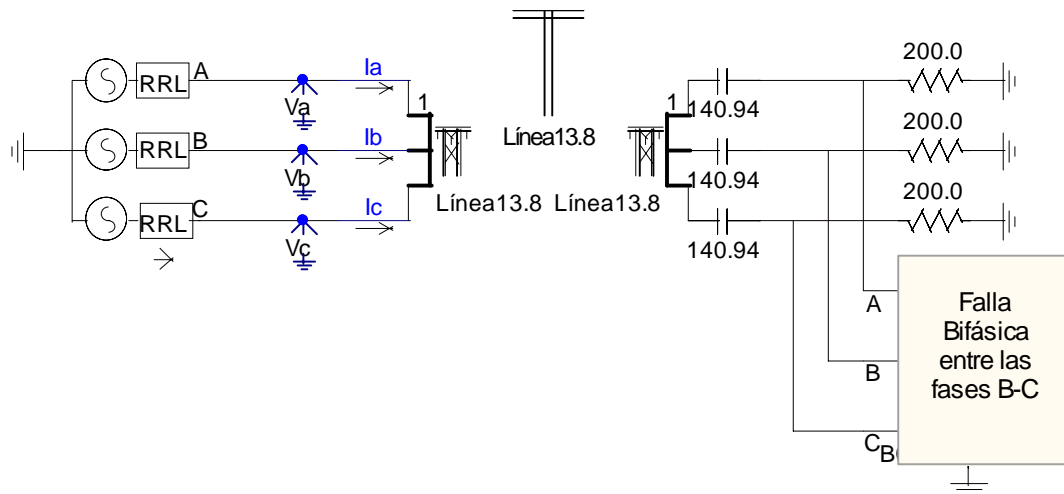 RRL
A
Va
Ia
1
RRL
B
Vb
Ib
RRL
C
Vc
Ic
Línea13.8
Línea13.8
Línea13.8
1
140.94
200.0
140.94
200.0
140.94
200.0
A
B
C
Falla
Bifásica
entre las
fases B-C